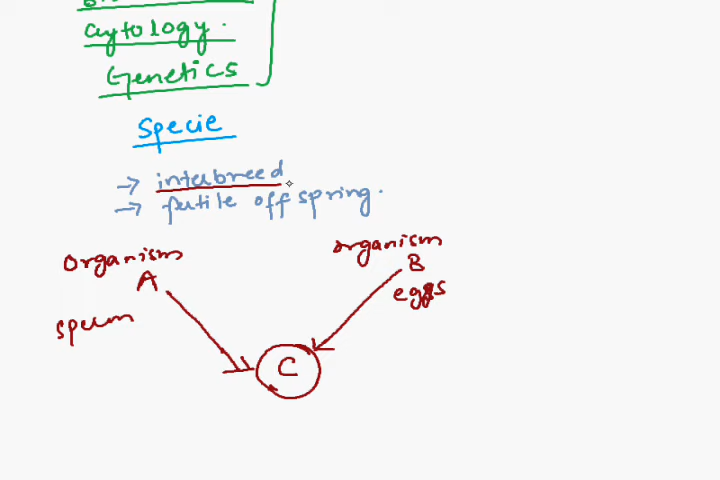 Cytology.
Genetics
Specie
→ interbreed
→ fertile off spring.
Organism
A
organism
B
sperm
eggs
C